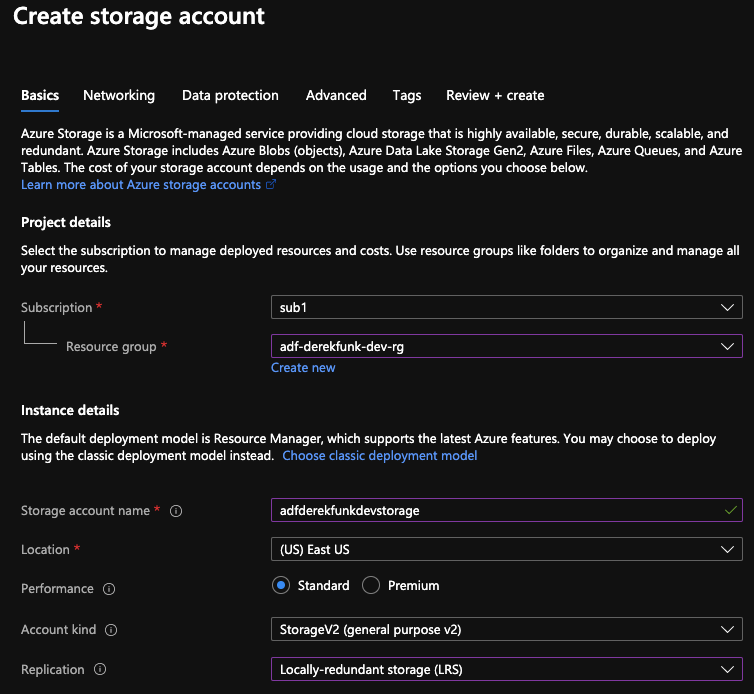 Create storage account
Basics Networking Data protection Advanced Tags Review + create
Azure Storage is a Microsoft-managed service providing cloud storage that is highly available, secure, durable, scalable, and
redundant. Azure Storage includes Azure Blobs (objects), Azure Data Lake Storage Gen2, Azure Files, Azure Queues, and Azure
Tables. The cost of your storage account depends on the usage and the options you choose below.
Learn more about Azure storage accounts
Project details
Select the subscription to manage deployed resources and costs. Use resource groups like folders to organize and manage all
your resources.
Subscription * sub1
Resource group * adf-derekfunk-dev-rg
Create new
Instance details
The default deployment model is Resource Manager, which supports the latest Azure features. You may choose to deploy
using the classic deployment model instead. Choose classic deployment model
Storage account name * adfderekfunkdevstorage
Location * (US) East US
Performance Standard Premium
Account kind StorageV2 (general purpose v2)
Replication Locally-redundant storage (LRS)